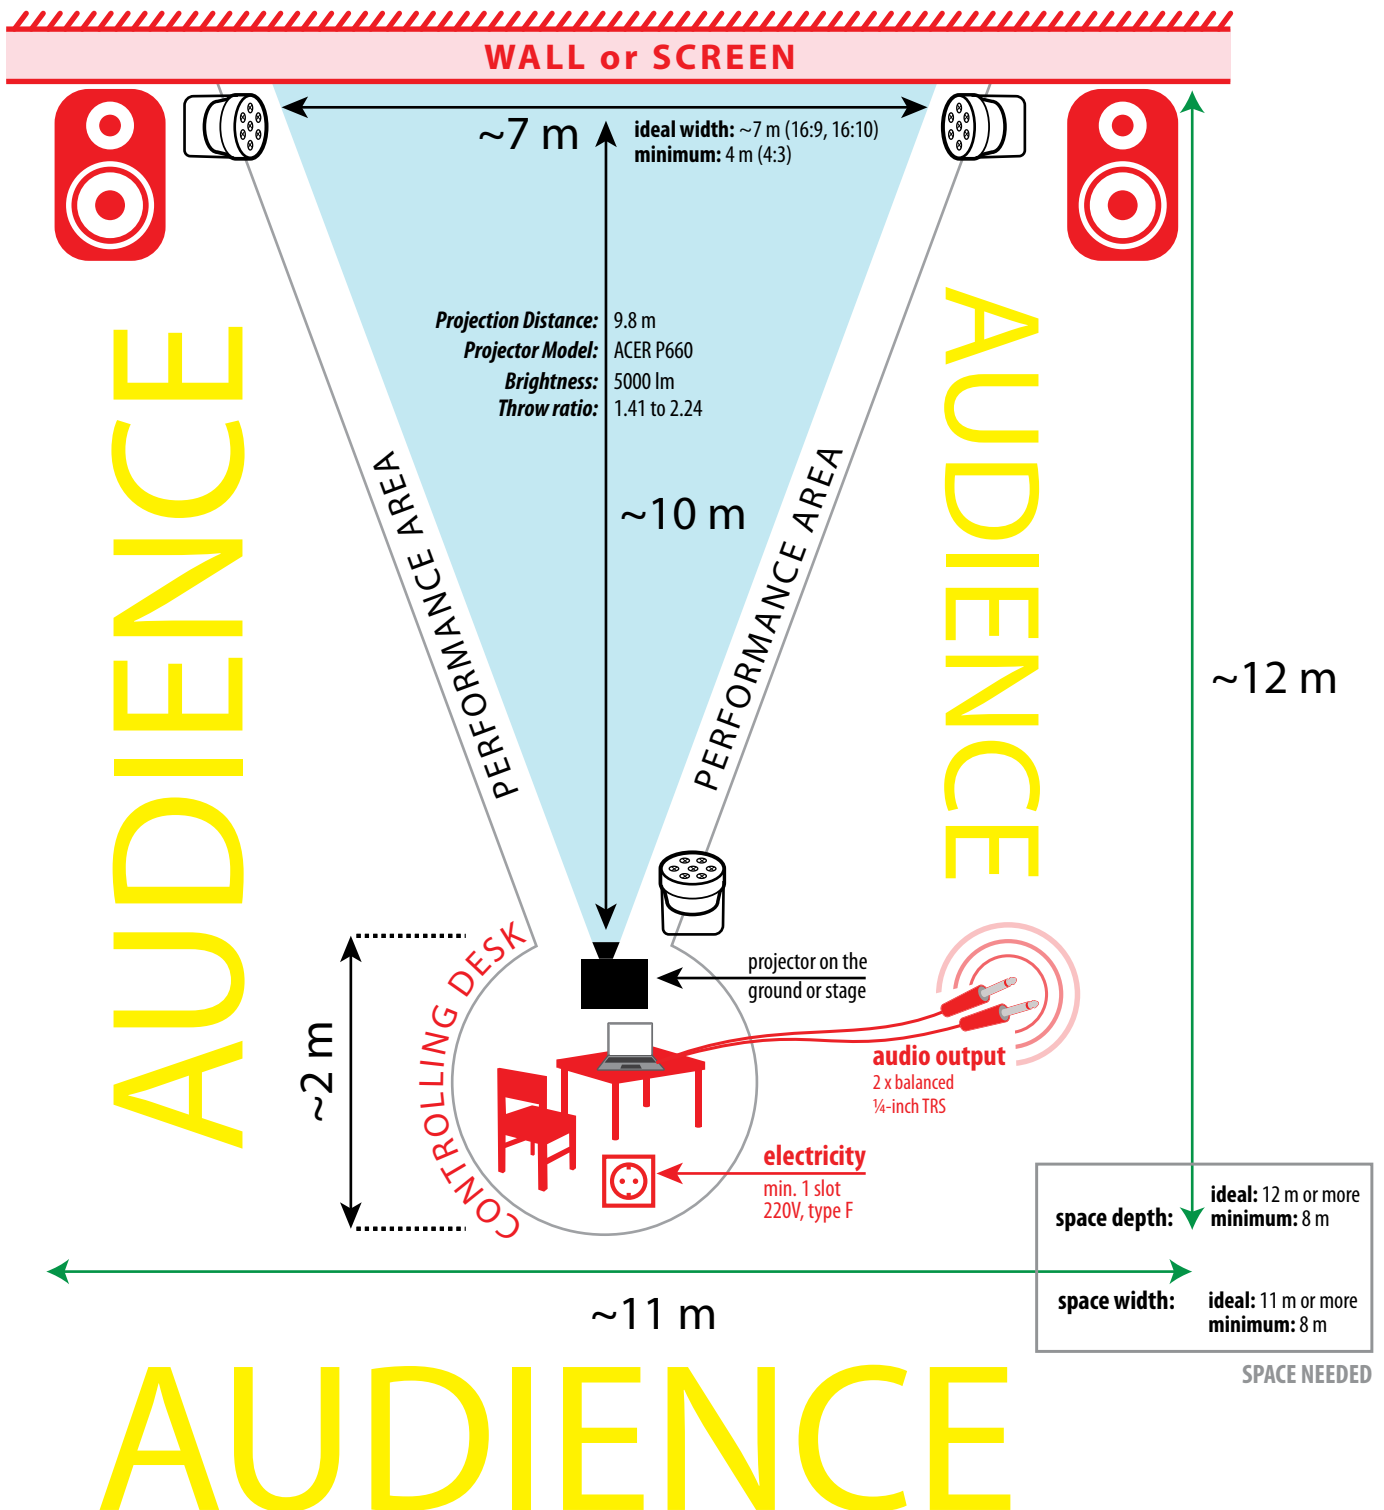 WALL or SCREEN
~7 m
ideal width: ~7 m (16:9, 16:10)
minimum: 4 m (4:3)
Projection Distance: 9.8 m
Projector Model: ACER P660
Brightness: 5000 lm
Throw ratio: 1.41 to 2.24
~10 m
PERFORMANCE AREA
PERFORMANCE AREA
AUDIENCE
AUDIENCE
~12 m
CONTROLLING DESK
~2 m
projector on the
ground or stage
audio output
2 x balanced
¼-inch TRS
electricity
min. 1 slot
220V, type F
space depth:
ideal: 12 m or more
minimum: 8 m
space width:
ideal: 11 m or more
minimum: 8 m
SPACE NEEDED
~11 m
AUDIENCE